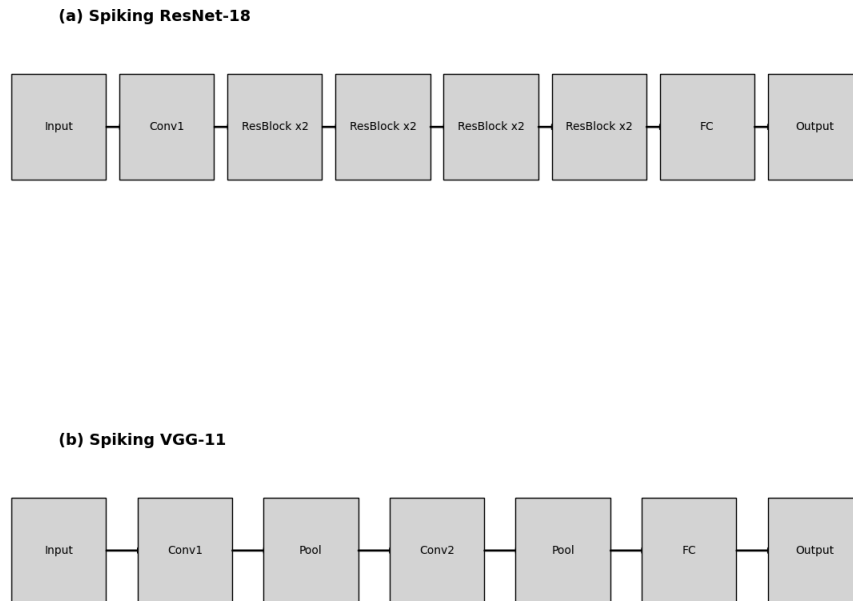 (a) Spiking ResNet-18
Input Conv1 ResBlock x2 ResBlock x2 ResBlock x2 ResBlock x2 FC Output
(b) Spiking VGG-11
Input Conv1 Pool Conv2 Pool FC Output